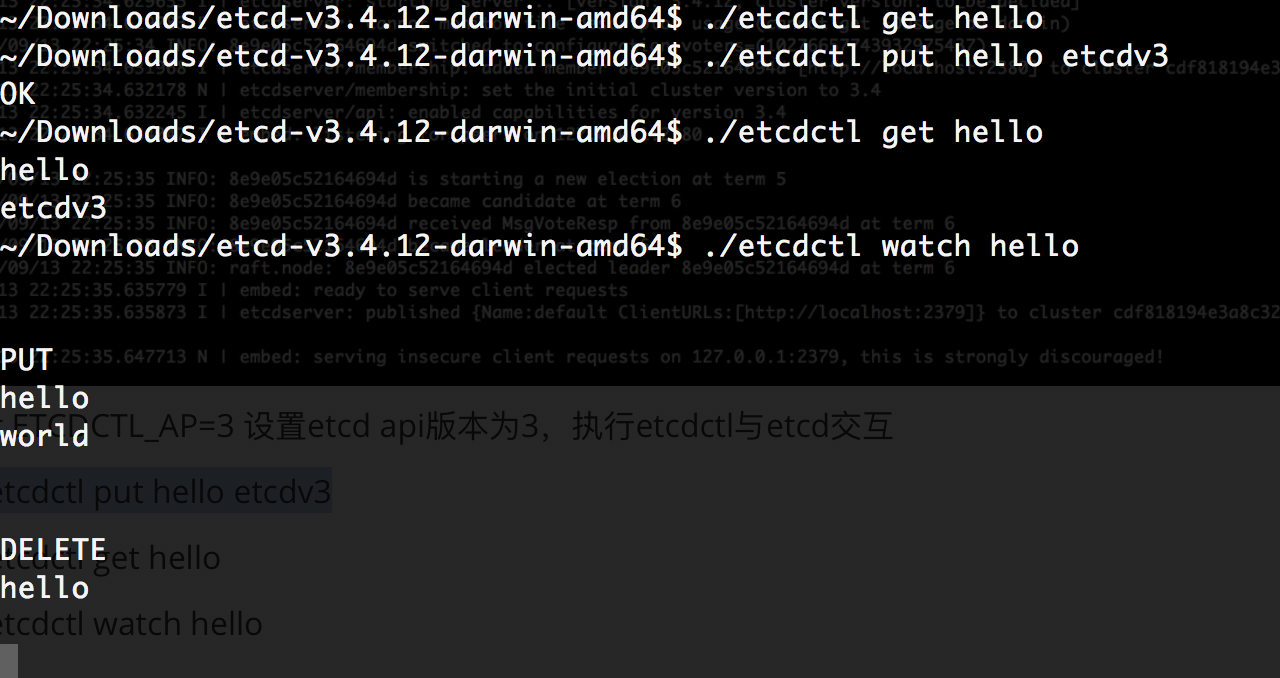 ~/Downloads/etcd-v3.4.12-darwin-amd64$ ./etcdctl get hello
~/Downloads/etcd-v3.4.12-darwin-amd64$ ./etcdctl put hello etcdv3
OK
13 22:25:34.632178 N | etcdserver/membership: set the initial cluster version to 3.4
13 22:25:34.632245 I | etcdserver/api: enabled capabilities for version 3.4
~/Downloads/etcd-v3.4.12-darwin-amd64$ ./etcdctl get hello
hello
/09/13 22:25:35 INFO: 8e9e05c52164694d is starting a new election at term 5
/09/13 22:25:35 INFO: 8e9e05c52164694d became candidate at term 6
etcdv3
/09/13 22:25:35 INFO: 8e9e05c52164694d received MsgVoteResp from 8e9e05c52164694d at term 6
~/Downloads/etcd-v3.4.12-darwin-amd64$ ./etcdctl watch hello
/09/13 22:25:35 INFO: raft.node: 8e9e05c52164694d elected leader 8e9e05c52164694d at term 6
13 22:25:35.635779 I | embed: ready to serve client requests
13 22:25:35.635873 I | etcdserver: published {Name:default ClientURLs:[http://localhost:2379]} to cluster cdf818194e3a8c32
PUT
:25:35.647713 N | embed: serving insecure client requests on 127.0.0.1:2379, this is strongly discouraged!
hello
ETCDCTL_AP=3 设置etcd api版本为3，执行etcdctl与etcd交互
world
etcdctl put hello etcdv3
DELETE
etcdctl get hello
hello
etcdctl watch hello